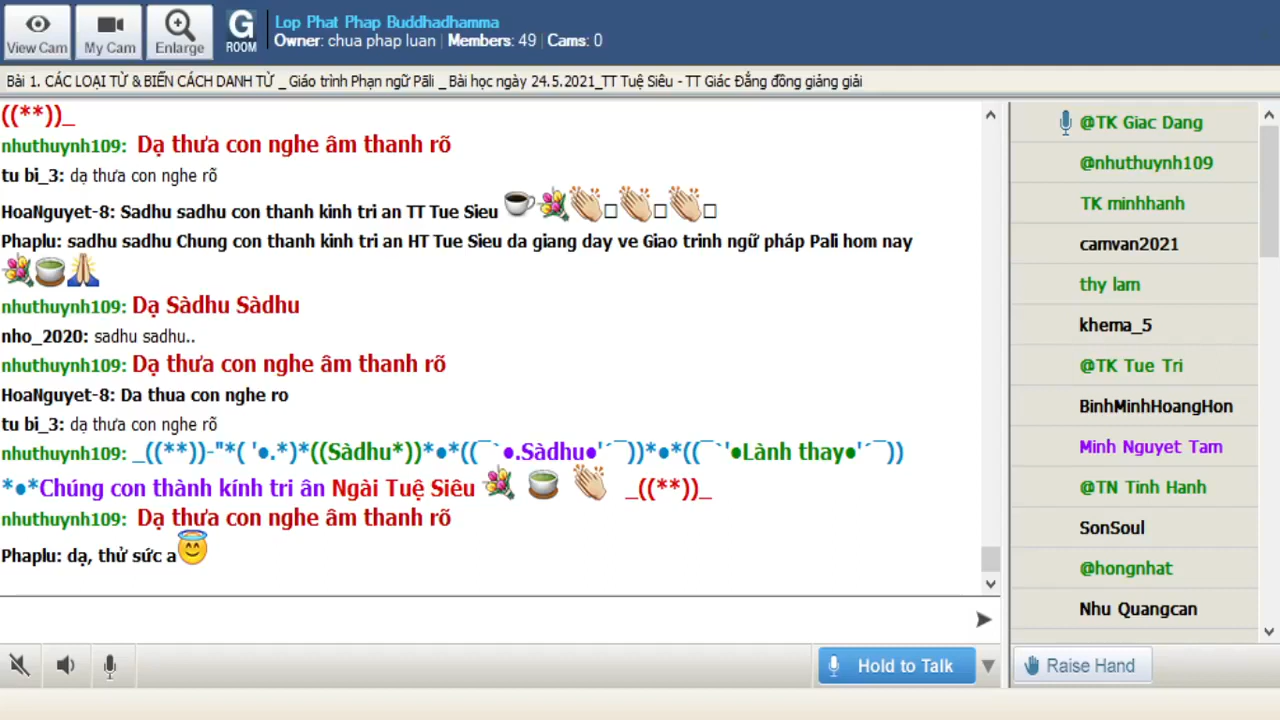 View Cam
My Cam
Enlarge
G
ROOM
Lop Phat Phap Buddhadhamma
Owner: chua phap luan | Members: 49 | Cams: 0
Bài 1. CÁC LOẠI TỪ & BIẾN CÁCH DANH TỪ _ Giáo trình Phạn ngữ Pāli _ Bài học ngày 24.5.2021_TT Tuệ Siêu - TT Giác Đẳng đồng giảng giải
((**))_
nhuthuynh109: Dạ thưa con nghe âm thanh rõ
tu bi_3: dạ thưa con nghe rõ
HoaNguyet-8: Sadhu sadhu con thanh kinh tri an TT Tue Sieu
Phaplu: sadhu sadhu Chung con thanh kinh tri an HT Tue Sieu da giang day ve Giao trinh ngữ pháp Pali hom nay
nhuthuynh109: Dạ Sàdhu Sàdhu
nho_2020: sadhu sadhu..
nhuthuynh109: Dạ thưa con nghe âm thanh rõ
HoaNguyet-8: Da thua con nghe ro
tu bi_3: dạ thưa con nghe rõ
nhuthuynh109: _((**))-"*( '●.*)*((Sàdhu*))*●*((¯`●.Sàdhu●'´¯))*●*((¯`'●Lành thay●'´¯))
*●*Chúng con thành kính tri ân Ngài Tuệ Siêu _((**))_
nhuthuynh109: Dạ thưa con nghe âm thanh rõ
Phaplu: dạ, thử sức a
Hold to Talk
@TK Giac Dang
@nhuthuynh109
TK minhhanh
camvan2021
thy lam
khema_5
@TK Tue Tri
BinhMinhHoangHon
Minh Nguyet Tam
@TN Tinh Hanh
SonSoul
@hongnhat
Nhu Quangcan
Raise Hand